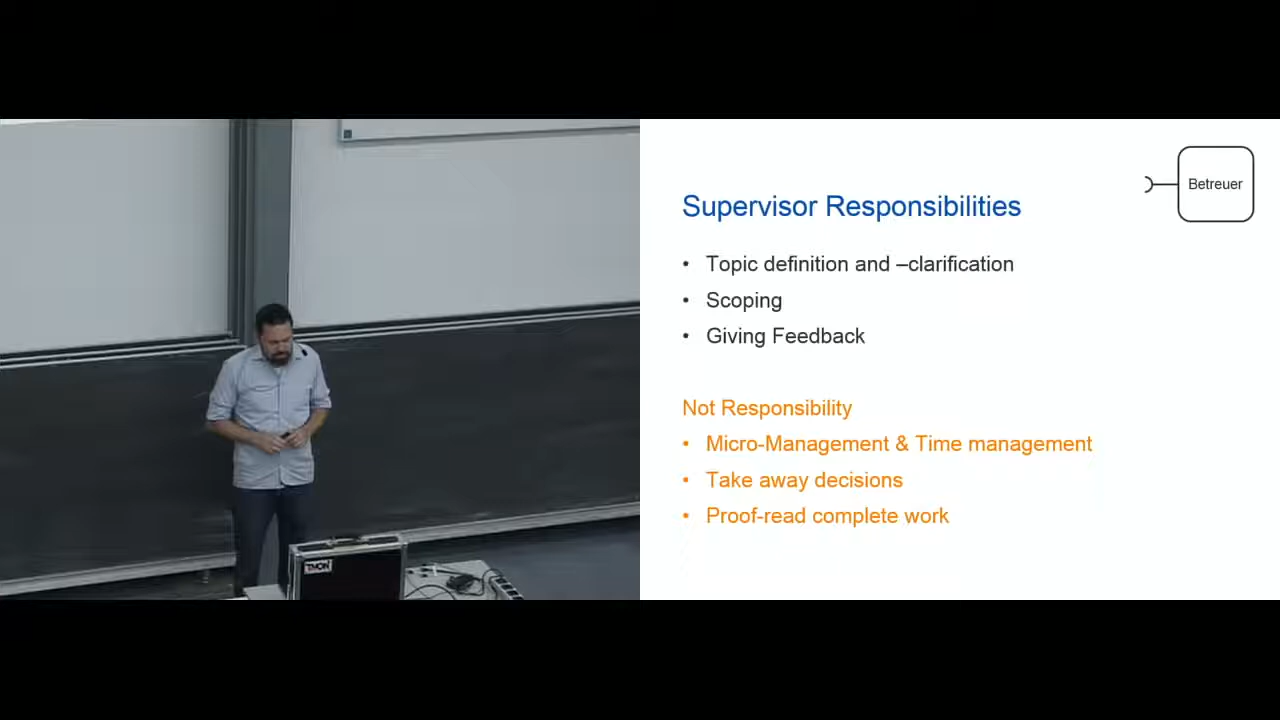 Betreuer
Supervisor Responsibilities
• Topic definition and –clarification
• Scoping
• Giving Feedback
Not Responsibility
• Micro-Management & Time management
• Take away decisions
• Proof-read complete work
TMON